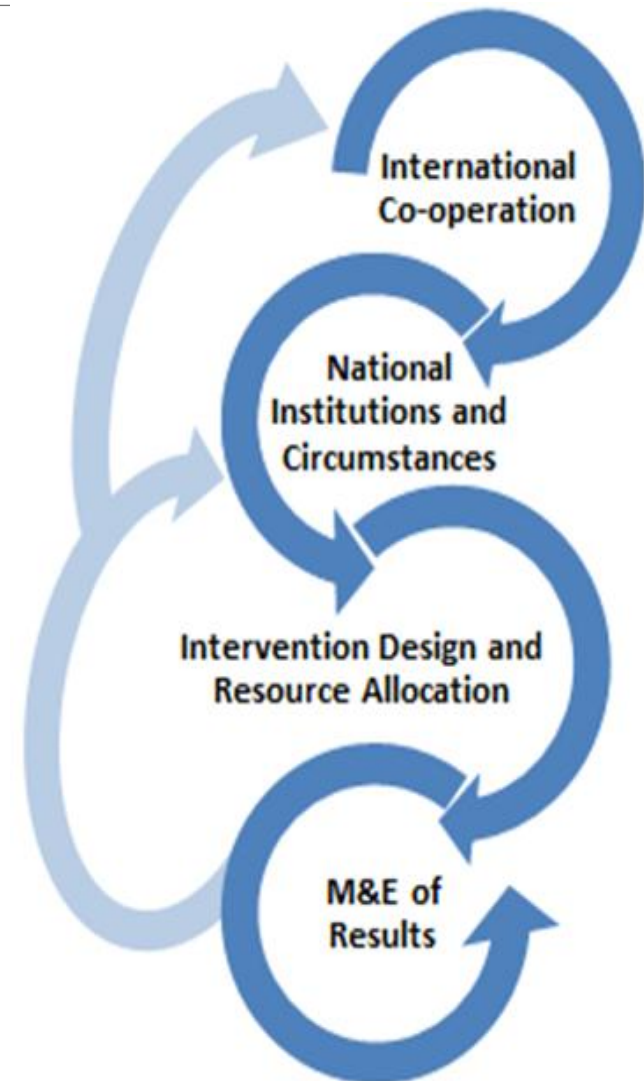 International
Co-operation
National
Institutions and
Circumstances
Intervention Design and
Resource Allocation
M&E of
Results